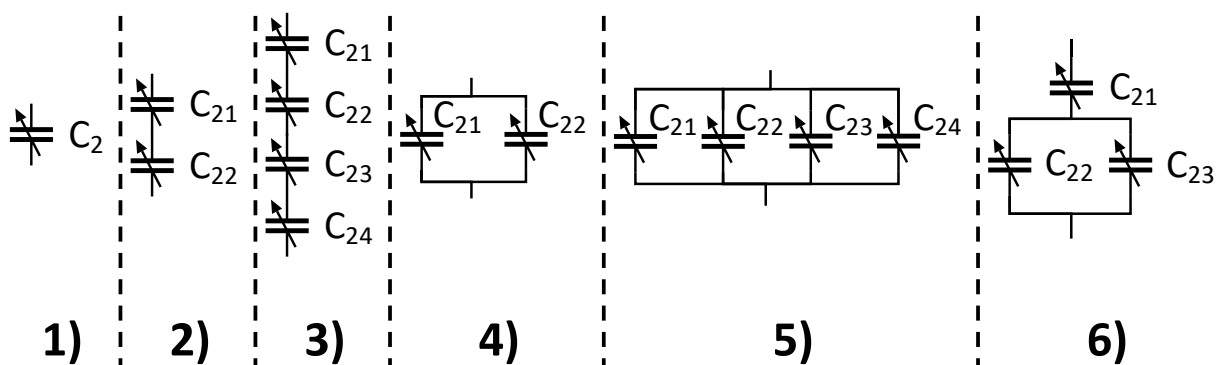 C₂
C₂₁
C₂₂
C₂₁
C₂₂
C₂₃
C₂₄
C₂₁ C₂₂
C₂₁ C₂₂ C₂₃ C₂₄
C₂₁
C₂₂ C₂₃
1) 2) 3) 4) 5) 6)